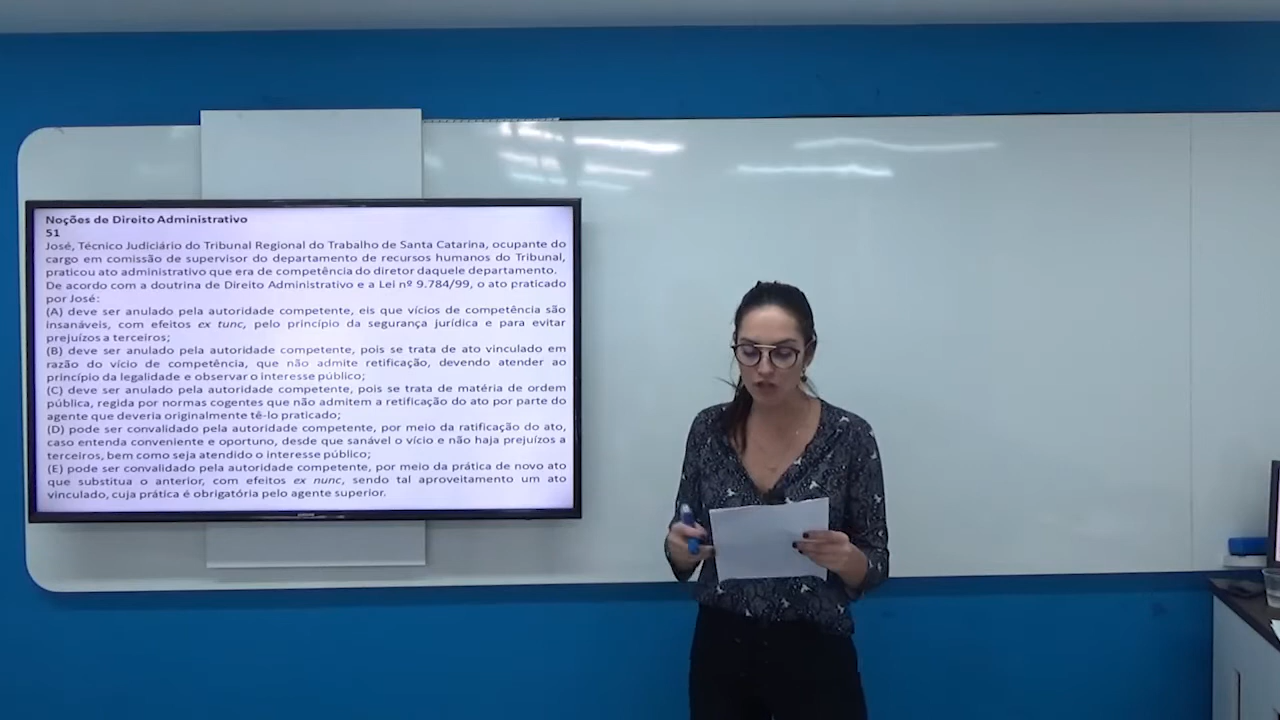 Noções de Direito Administrativo
51
José, Técnico Judiciário do Tribunal Regional do Trabalho de Santa Catarina, ocupante do
cargo em comissão de supervisor do departamento de recursos humanos do Tribunal,
praticou ato administrativo que era de competência do diretor daquele departamento.
De acordo com a doutrina de Direito Administrativo e a Lei nº 9.784/99, o ato praticado
por José:
(A) deve ser anulado pela autoridade competente, eis que vícios de competência são
insanáveis, com efeitos ex tunc, pelo princípio da segurança jurídica e para evitar
prejuízos a terceiros;
(B) deve ser anulado pela autoridade competente, pois se trata de ato vinculado em
razão do vício de competência, que não admite retificação, devendo atender ao
princípio da legalidade e observar o interesse público;
(C) deve ser anulado pela autoridade competente, pois se trata de matéria de ordem
pública, regida por normas cogentes que não admitem a retificação do ato por parte do
agente que deveria originalmente tê-lo praticado;
(D) pode ser convalidado pela autoridade competente, por meio da ratificação do ato,
caso entenda conveniente e oportuno, desde que sanável o vício e não haja prejuízos a
terceiros, bem como seja atendido o interesse público;
(E) pode ser convalidado pela autoridade competente, por meio da prática de novo ato
que substitua o anterior, com efeitos ex nunc, sendo tal aproveitamento um ato
vinculado, cuja prática é obrigatória pelo agente superior.